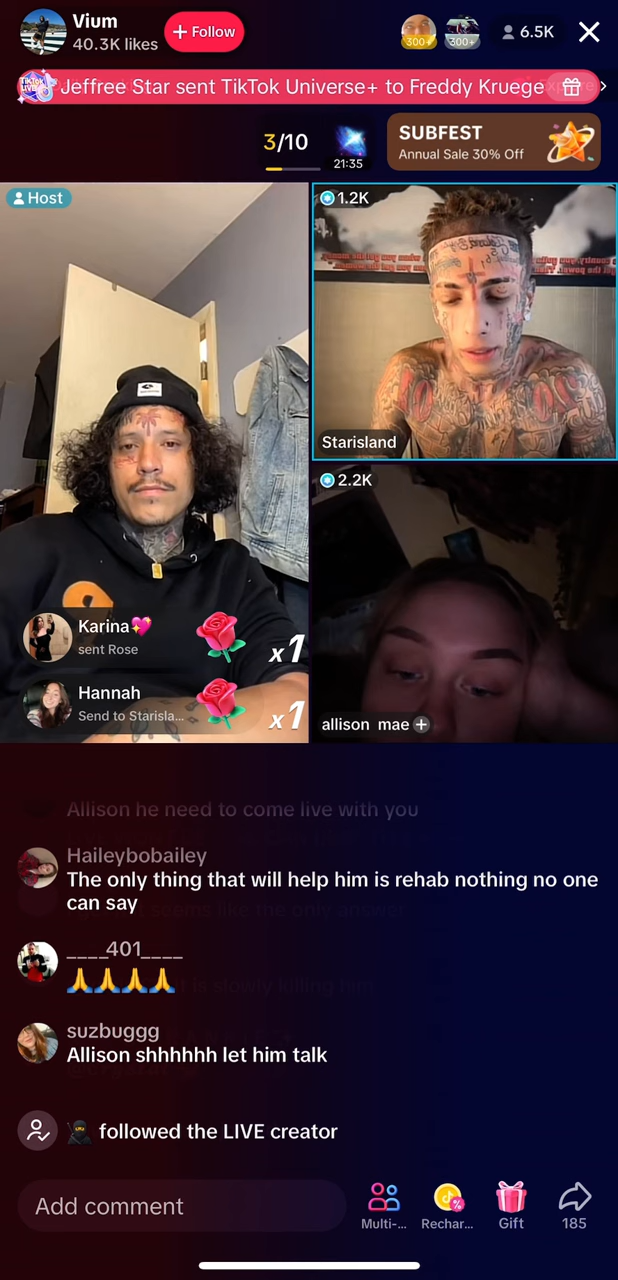 Vium
40.3K likes
+ Follow
300+
300+
6.5K
Jeffree Star sent TikTok Universe+ to Freddy Kruege
3/10
21:35
SUBFEST
Annual Sale 30% Off
Host
1.2K
Starisland
2.2K
allison mae
Karina💖
sent Rose
x1
Hannah
Send to Starisla...
x1
Allison he need to come live with you
Haileybobailey
The only thing that will help him is rehab nothing no one
can say
____401____
🙏🙏🙏🙏
suzbuggg
Allison shhhhhh let him talk
🥷 followed the LIVE creator
Add comment
Multi-...
Rechar...
Gift
185